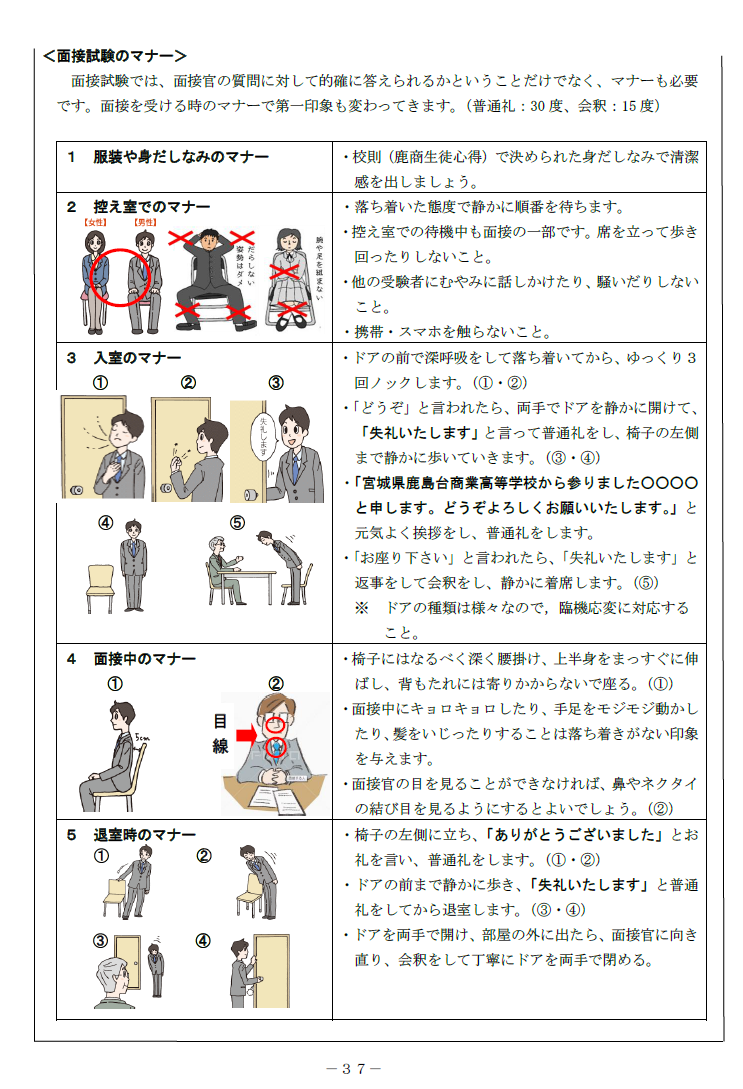 ＜面接試験のマナー＞
面接試験では、面接官の質問に対して的確に答えられるかということだけでなく、マナーも必要
です。面接を受ける時のマナーで第一印象も変わってきます。（普通礼：30度、会釈：15度）
１　服装や身だしなみのマナー
・校則（鹿商生徒心得）で決められた身だしなみで清潔
感を出しましょう。
２　控え室でのマナー
【女性】　【男性】
だらしない
姿勢はダメ
腕や足を組まない
・落ち着いた態度で静かに順番を待ちます。
・控え室での待機中も面接の一部です。席を立って歩き
回ったりしないこと。
・他の受験者にむやみに話しかけたり、騒いだりしない
こと。
・携帯・スマホを触らないこと。
３　入室のマナー
①　②　③
失礼します
④　⑤
・ドアの前で深呼吸をして落ち着いてから、ゆっくり３
回ノックします。（①・②）
・「どうぞ」と言われたら、両手でドアを静かに開けて、
「失礼いたします」と言って普通礼をし、椅子の左側
まで静かに歩いていきます。（③・④）
・「宮城県鹿島台商業高等学校から参りました〇〇〇〇
と申します。どうぞよろしくお願いいたします。」と
元気よく挨拶をし、普通礼をします。
・「お座り下さい」と言われたら、「失礼いたします」と
返事をして会釈をし、静かに着席します。（⑤）
※　ドアの種類は様々なので，臨機応変に対応する
こと。
４　面接中のマナー
①　②
5cm
目
線
・椅子にはなるべく深く腰掛け、上半身をまっすぐに伸
ばし、背もたれには寄りかからないで座る。（①）
・面接中にキョロキョロしたり、手足をモジモジ動かし
たり、髪をいじったりすることは落ち着きがない印象
を与えます。
・面接官の目を見ることができなければ、鼻やネクタイ
の結び目を見るようにするとよいでしょう。（②）
５　退室時のマナー
①　②
③　④
・椅子の左側に立ち、「ありがとうございました」とお
礼を言い、普通礼をします。（①・②）
・ドアの前まで静かに歩き、「失礼いたします」と普通
礼をしてから退室します。（③・④）
・ドアを両手で開け、部屋の外に出たら、面接官に向き
直り、会釈をして丁寧にドアを両手で閉める。
－３７－